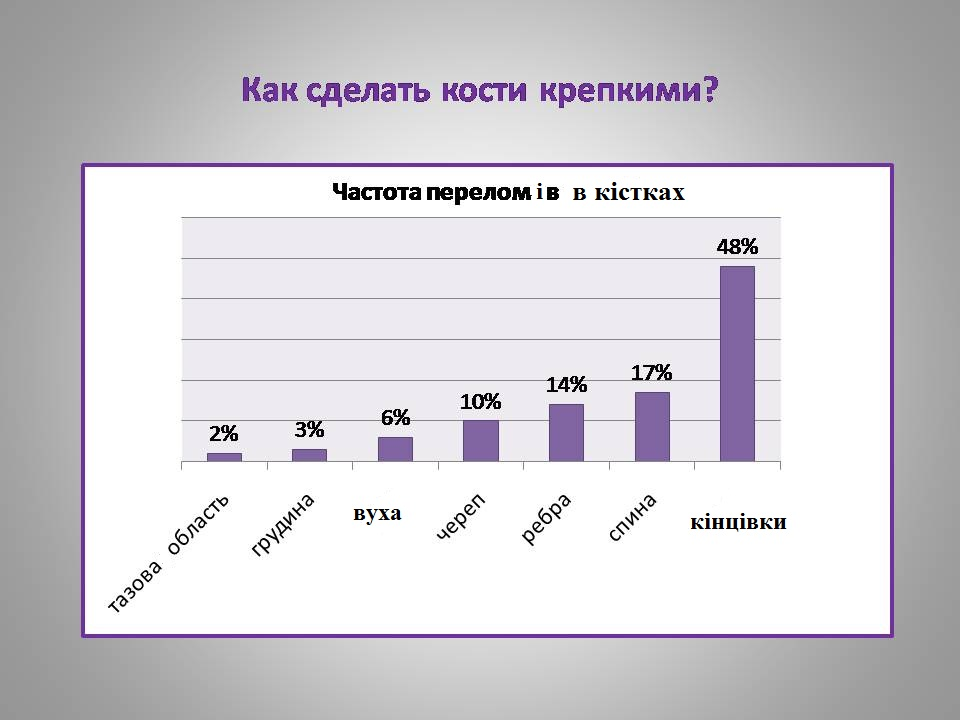 Как сделать кости крепкими?
Частота переломів в кістках
48%
17%
14%
10%
6%
3%
2%
тазова область
грудина
вуха
череп
ребра
спина
кінцівки